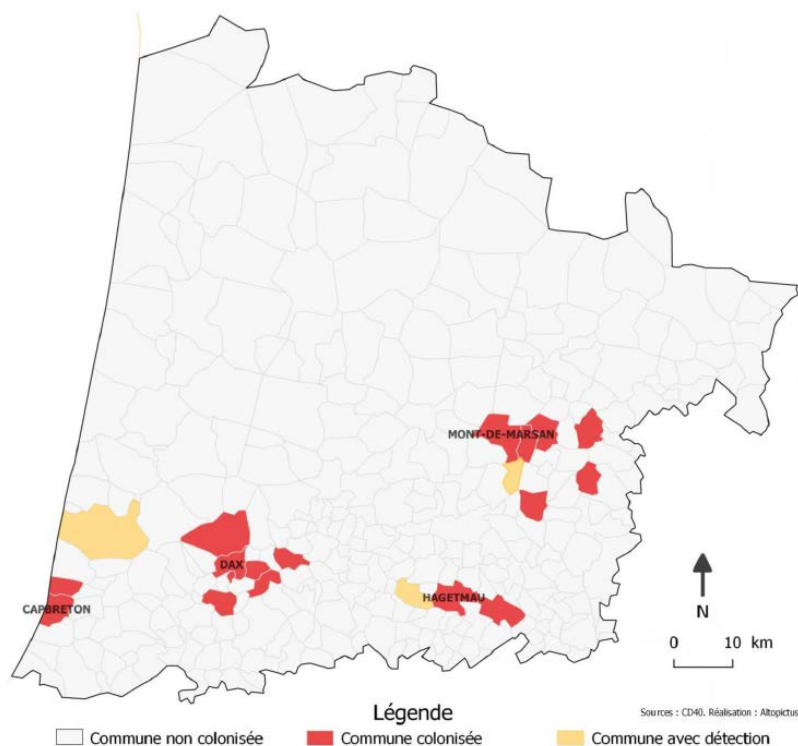 MONT-DE-MARSAN
DAX
CAPBRETON
HAGETMAU
N
0 10 km
Légende
Sources : CD40. Réalisation : Altopictus
Commune non colonisée
Commune colonisée
Commune avec détection